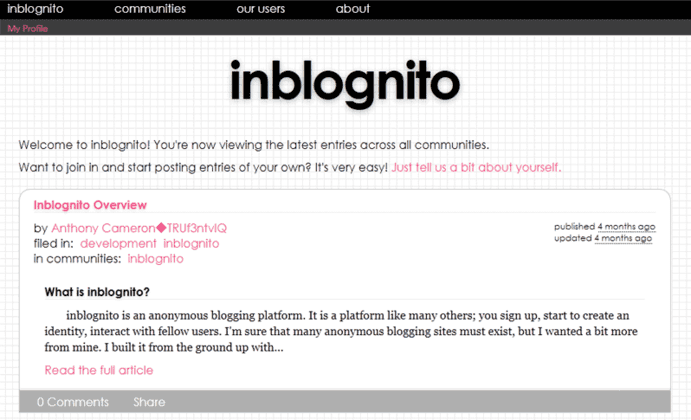 inblognito communities our users about
My Profile
inblognito
Welcome to inblognito! You're now viewing the latest entries across all communities.
Want to join in and start posting entries of your own? It's very easy! Just tell us a bit about yourself.
Inblognito Overview
by Anthony Cameron◆TRUf3ntvIQ
published 4 months ago
filed in: development inblognito
updated 4 months ago
in communities: inblognito
What is inblognito?
inblognito is an anonymous blogging platform. It is a platform like many others; you sign up, start to create an
identity, interact with fellow users. I'm sure that many anonymous blogging sites must exist, but I wanted a bit more
from mine. I built it from the ground up with...
Read the full article
0 Comments Share